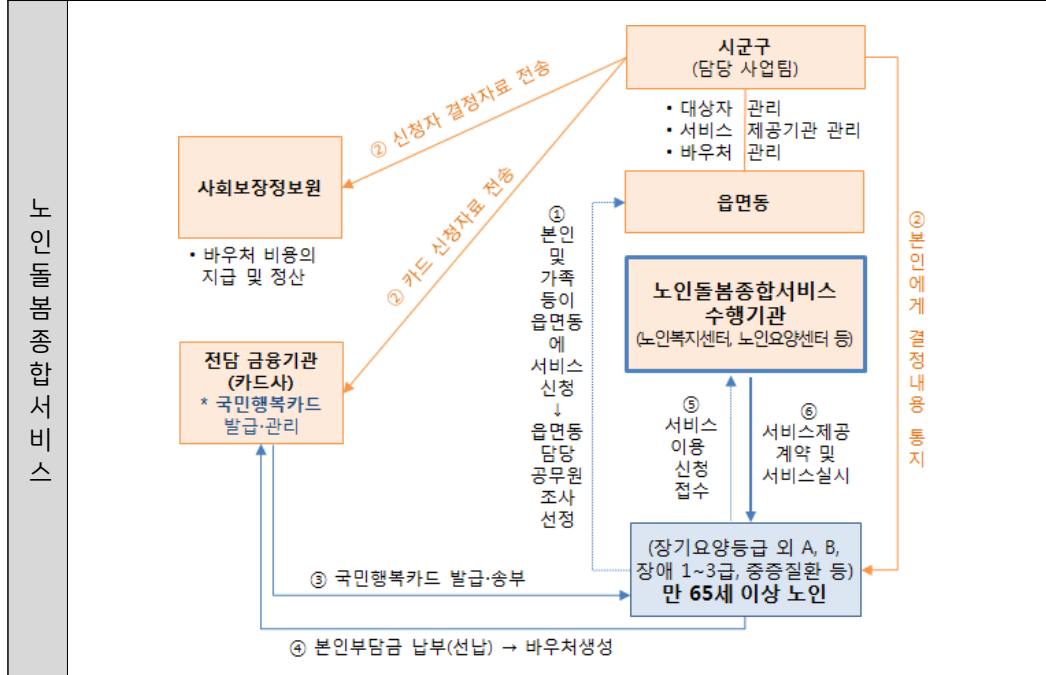 노인돌봄종합서비스
시군구
(담당 사업팀)
• 대상자 관리
• 서비스 제공기관 관리
• 바우처 관리
② 신청자 결정자료 전송
② 카드 신청자료 전송
사회보장정보원
• 바우처 비용의
지급 및 정산
읍면동
①
본인
및
가족
등이
읍면동
에
서비스
신청
↓
읍면동
담당
공무원
조사
선정
② 본인에게 결정내용 통지
노인돌봄종합서비스
수행기관
(노인복지센터, 노인요양센터 등)
전담 금융기관
(카드사)
* 국민행복카드
발급·관리
⑤
서비스
이용
신청
접수
⑥
서비스제공
계약 및
서비스실시
(장기요양등급 외 A, B,
장애 1~3급, 중증질환 등)
만 65세 이상 노인
③ 국민행복카드 발급·송부
④ 본인부담금 납부(선납) → 바우처생성